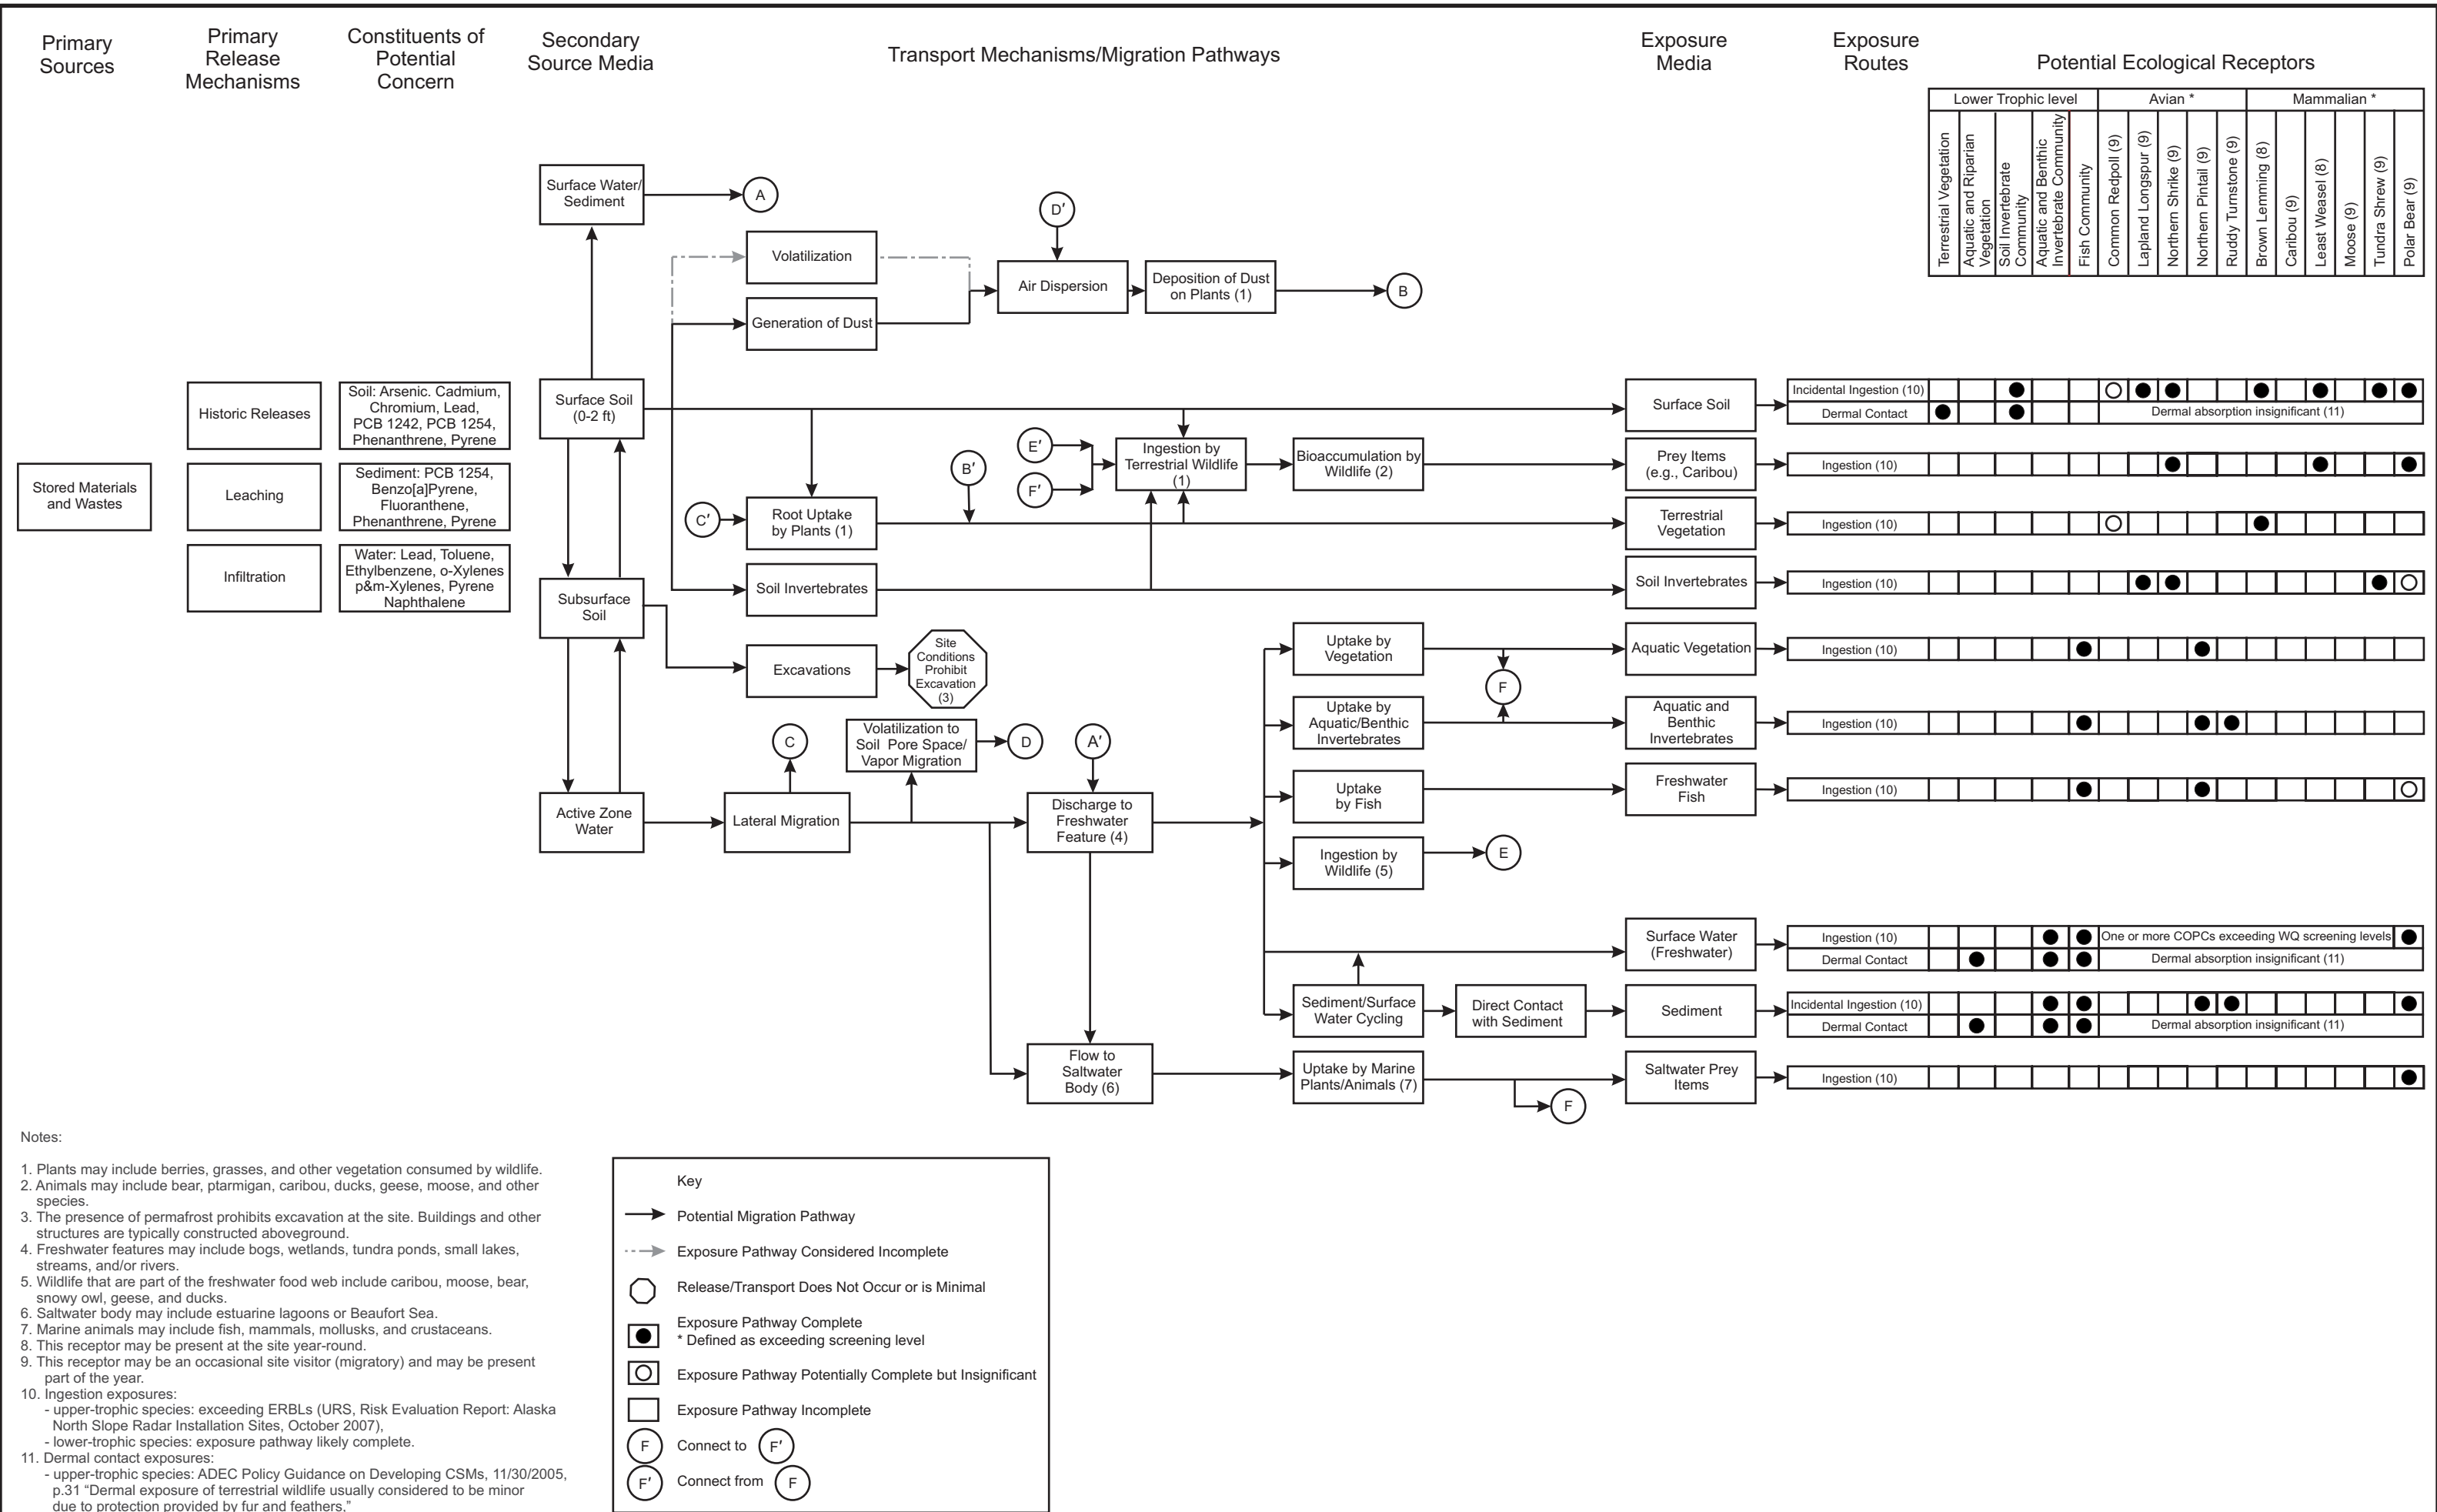 Primary
Sources
Primary
Release
Mechanisms
Constituents of
Potential
Concern
Secondary
Source Media
Transport Mechanisms/Migration Pathways
Exposure
Media
Exposure
Routes
Potential Ecological Receptors
Lower Trophic level
Avian *
Mammalian *
Terrestrial Vegetation
Aquatic and Riparian
Vegetation
Soil Invertebrate
Community
Aquatic and Benthic
Invertebrate Community
Fish Community
Common Redpoll (9)
Lapland Longspur (9)
Northern Shrike (9)
Northern Pintail (9)
Ruddy Turnstone (9)
Brown Lemming (8)
Caribou (9)
Least Weasel (8)
Moose (9)
Tundra Shrew (9)
Polar Bear (9)
Surface Water/
Sediment
A
D'
Volatilization
Air Dispersion
Deposition of Dust
on Plants (1)
B
Generation of Dust
Historic Releases
Soil: Arsenic. Cadmium,
Chromium, Lead,
PCB 1242, PCB 1254,
Phenanthrene, Pyrene
Surface Soil
(0-2 ft)
Surface Soil
Incidental Ingestion (10)
Dermal Contact
Dermal absorption insignificant (11)
Stored Materials
and Wastes
Leaching
Sediment: PCB 1254,
Benzo[a]Pyrene,
Fluoranthene,
Phenanthrene, Pyrene
B'
E'
F'
Ingestion by
Terrestrial Wildlife
(1)
Bioaccumulation by
Wildlife (2)
Prey Items
(e.g., Caribou)
Ingestion (10)
C'
Root Uptake
by Plants (1)
Terrestrial
Vegetation
Ingestion (10)
Infiltration
Water: Lead, Toluene,
Ethylbenzene, o-Xylenes
p&m-Xylenes, Pyrene
Naphthalene
Subsurface
Soil
Soil Invertebrates
Soil Invertebrates
Ingestion (10)
Excavations
Site
Conditions
Prohibit
Excavation
(3)
Uptake by
Vegetation
F
Aquatic Vegetation
Ingestion (10)
C
Volatilization to
Soil Pore Space/
Vapor Migration
D
A'
Uptake by
Aquatic/Benthic
Invertebrates
Aquatic and
Benthic
Invertebrates
Ingestion (10)
Active Zone
Water
Lateral Migration
Discharge to
Freshwater
Feature (4)
Uptake
by Fish
Freshwater
Fish
Ingestion (10)
Ingestion by
Wildlife (5)
E
Surface Water
(Freshwater)
Ingestion (10)
One or more COPCs exceeding WQ screening levels
Dermal Contact
Dermal absorption insignificant (11)
Sediment/Surface
Water Cycling
Direct Contact
with Sediment
Sediment
Incidental Ingestion (10)
Dermal Contact
Dermal absorption insignificant (11)
Flow to
Saltwater
Body (6)
Uptake by Marine
Plants/Animals (7)
F
Saltwater Prey
Items
Ingestion (10)
Notes:
1. Plants may include berries, grasses, and other vegetation consumed by wildlife.
2. Animals may include bear, ptarmigan, caribou, ducks, geese, moose, and other
species.
3. The presence of permafrost prohibits excavation at the site. Buildings and other
structures are typically constructed aboveground.
4. Freshwater features may include bogs, wetlands, tundra ponds, small lakes,
streams, and/or rivers.
5. Wildlife that are part of the freshwater food web include caribou, moose, bear,
snowy owl, geese, and ducks.
6. Saltwater body may include estuarine lagoons or Beaufort Sea.
7. Marine animals may include fish, mammals, mollusks, and crustaceans.
8. This receptor may be present at the site year-round.
9. This receptor may be an occasional site visitor (migratory) and may be present
part of the year.
10. Ingestion exposures:
- upper-trophic species: exceeding ERBLs (URS, Risk Evaluation Report: Alaska
North Slope Radar Installation Sites, October 2007),
- lower-trophic species: exposure pathway likely complete.
11. Dermal contact exposures:
- upper-trophic species: ADEC Policy Guidance on Developing CSMs, 11/30/2005,
p.31 “Dermal exposure of terrestrial wildlife usually considered to be minor
due to protection provided by fur and feathers,”
Key
Potential Migration Pathway
Exposure Pathway Considered Incomplete
Release/Transport Does Not Occur or is Minimal
Exposure Pathway Complete
* Defined as exceeding screening level
Exposure Pathway Potentially Complete but Insignificant
Exposure Pathway Incomplete
F Connect to F'
F' Connect from F